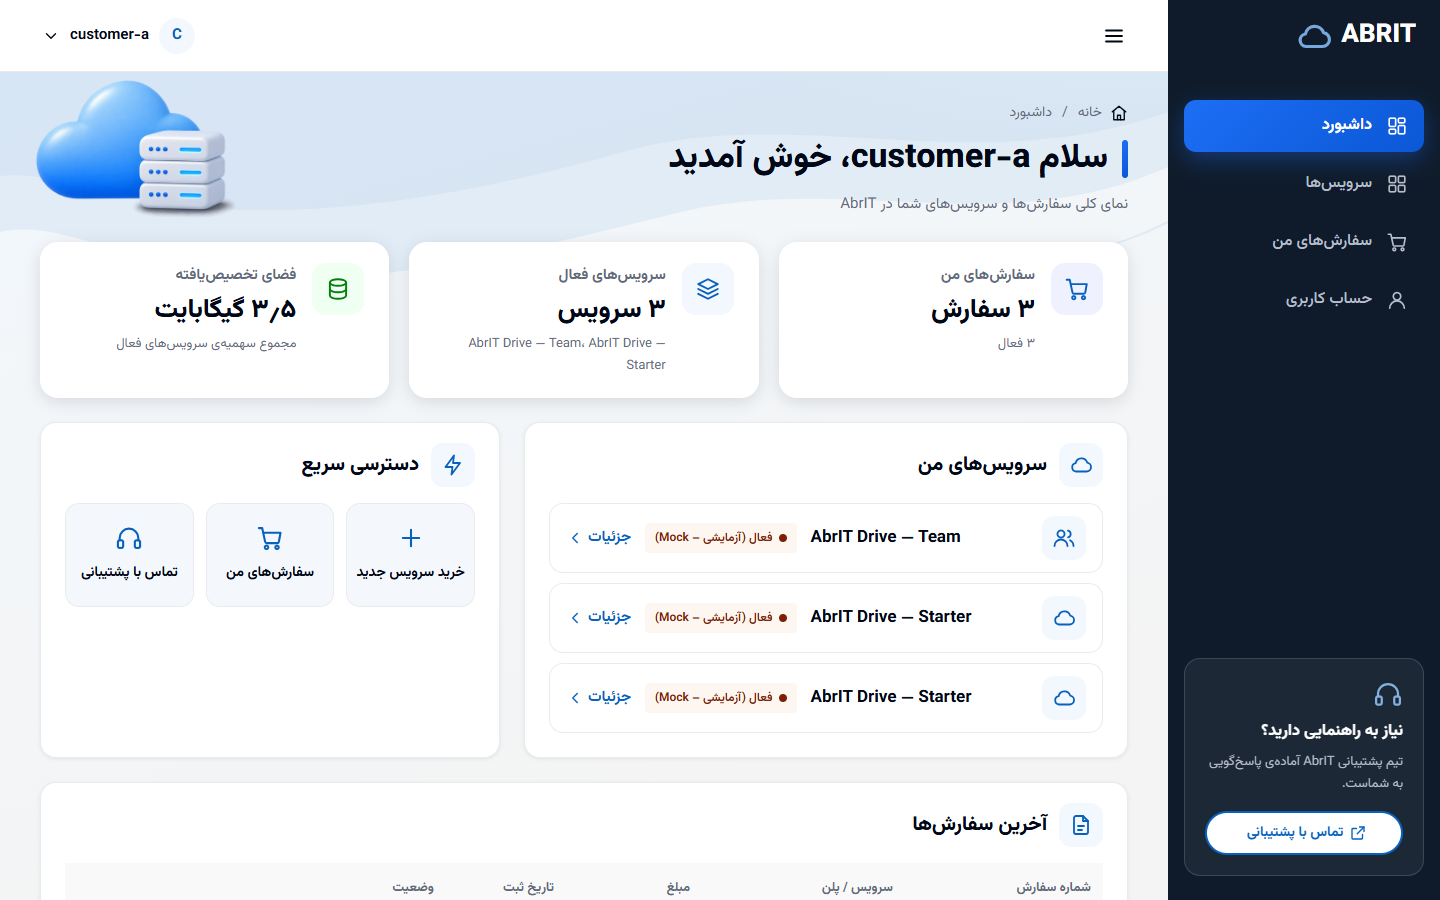 ABRIT
داشبورد
سرویس‌ها
سفارش‌های من
حساب کاربری
نیاز به راهنمایی دارید؟
تیم پشتیبانی AbrIT آماده‌ی پاسخ‌گویی
به شماست.
تماس با پشتیبانی
C customer-a
خانه / داشبورد
سلام customer-a، خوش آمدید
نمای کلی سفارش‌ها و سرویس‌های شما در AbrIT
سفارش‌های من
۳ سفارش
۳ فعال
سرویس‌های فعال
۳ سرویس
AbrIT Drive — Team، AbrIT Drive —
Starter
فضای تخصیص‌یافته
۳٫۵ گیگابایت
مجموع سهمیه‌ی سرویس‌های فعال
سرویس‌های من
AbrIT Drive — Team فعال (آزمایشی – Mock) جزئیات
AbrIT Drive — Starter فعال (آزمایشی – Mock) جزئیات
AbrIT Drive — Starter فعال (آزمایشی – Mock) جزئیات
دسترسی سریع
خرید سرویس جدید
سفارش‌های من
تماس با پشتیبانی
آخرین سفارش‌ها
شماره سفارش سرویس / پلن مبلغ تاریخ ثبت وضعیت